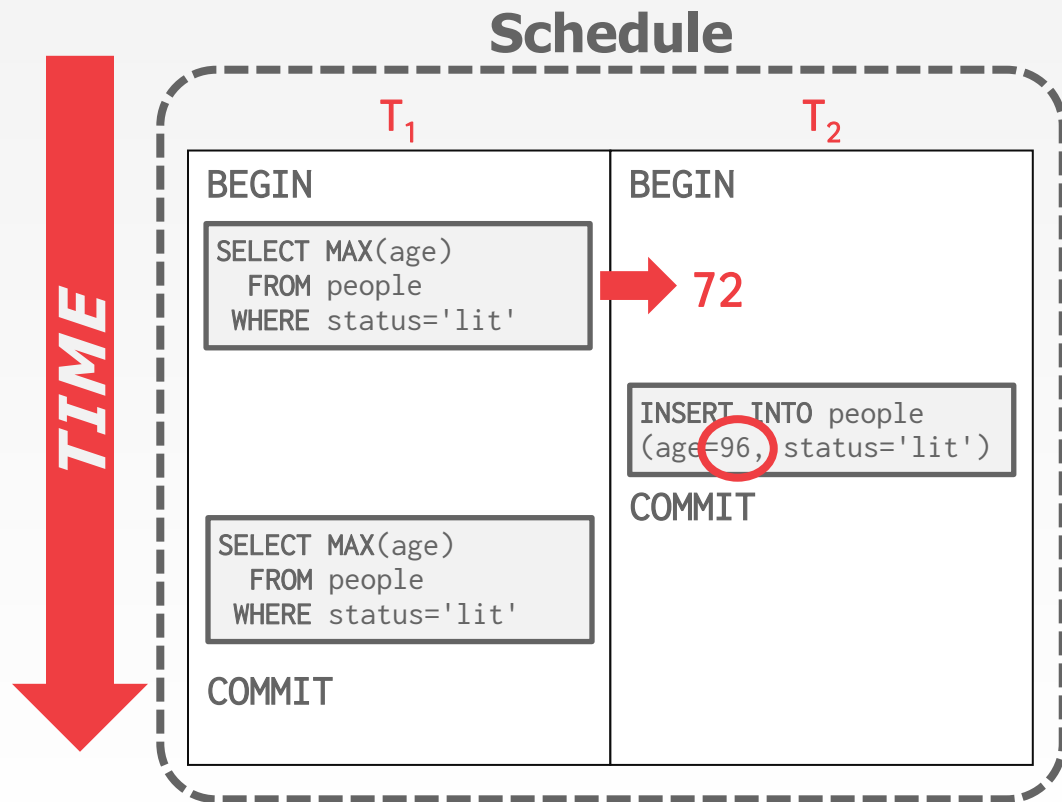 Schedule
TIME
T1
T2
BEGIN
BEGIN
SELECT MAX(age)
FROM people
WHERE status='lit'
72
INSERT INTO people
(age=96, status='lit')
COMMIT
SELECT MAX(age)
FROM people
WHERE status='lit'
COMMIT